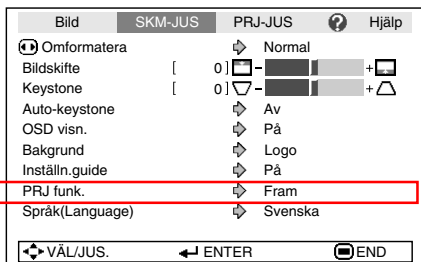 Bild SKM-JUS PRJ-JUS ? Hjälp
Omformatera Normal
Bildskifte [ 0 ] - +
Keystone [ 0 ] - +
Auto-keystone Av
OSD visn. På
Bakgrund Logo
Inställn.guide På
PRJ funk. Fram
Språk(Language) Svenska
VÄL/JUS. ENTER END